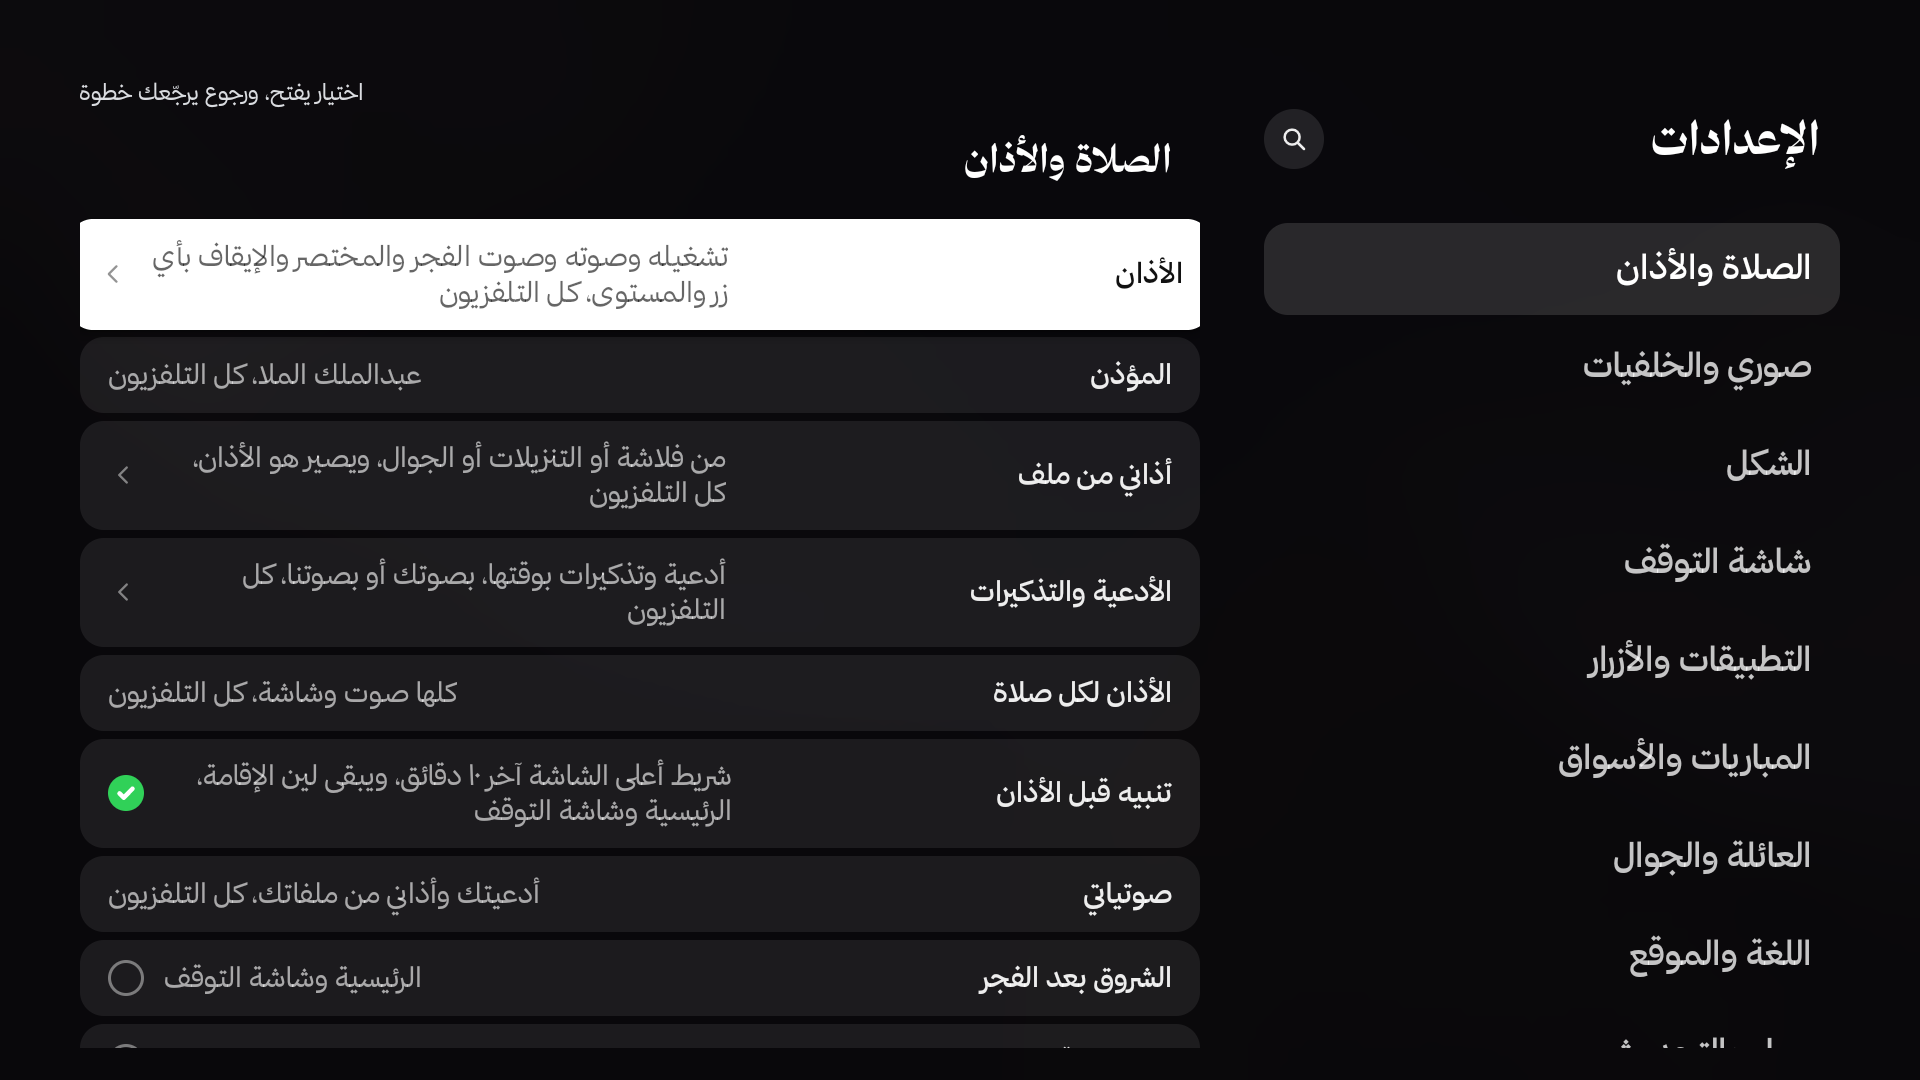 اختيار يفتح، ورجوع يرجّعك خطوة
الإعدادات
الصلاة والأذان
صوري والخلفيات
الشكل
شاشة التوقف
التطبيقات والأزرار
المباريات والأسواق
العائلة والجوال
اللغة والموقع
الصلاة والأذان
الأذان
تشغيله وصوته وصوت الفجر والمختصر والإيقاف بأي
زر والمستوى، كل التلفزيون
المؤذن
عبدالملك الملا، كل التلفزيون
أذاني من ملف
من فلاشة أو التنزيلات أو الجوال، ويصير هو الأذان،
كل التلفزيون
الأدعية والتذكيرات
أدعية وتذكيرات بوقتها، بصوتك أو بصوتنا، كل
التلفزيون
الأذان لكل صلاة
كلها صوت وشاشة، كل التلفزيون
تنبيه قبل الأذان
شريط أعلى الشاشة آخر ١٠ دقائق، ويبقى لين الإقامة،
الرئيسية وشاشة التوقف
صوتياتي
أدعيتك وأذاني من ملفاتك، كل التلفزيون
الشروق بعد الفجر
الرئيسية وشاشة التوقف